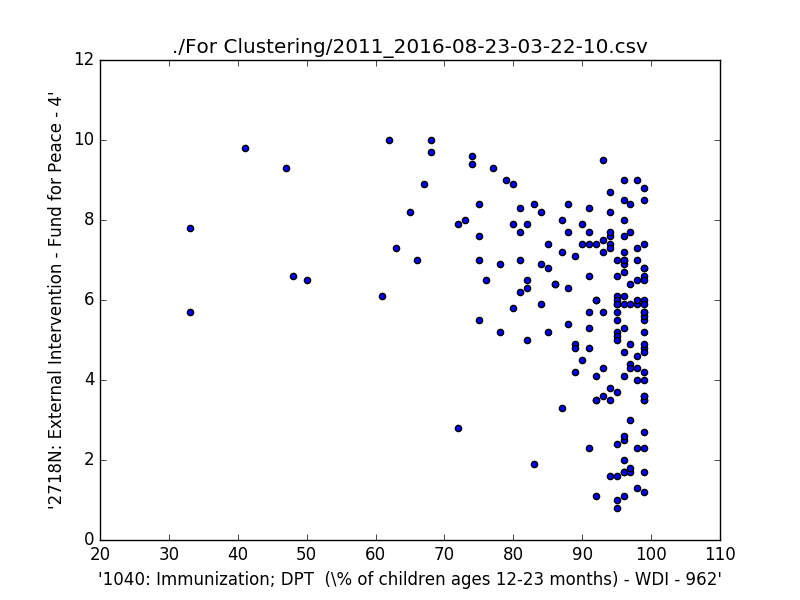 ./For Clustering/2011_2016-08-23-03-22-10.csv
12
10
8
6
4
2
0
'2718N: External Intervention - Fund for Peace - 4'
20 30 40 50 60 70 80 90 100 110
'1040: Immunization; DPT  (\% of children ages 12-23 months) - WDI - 962'